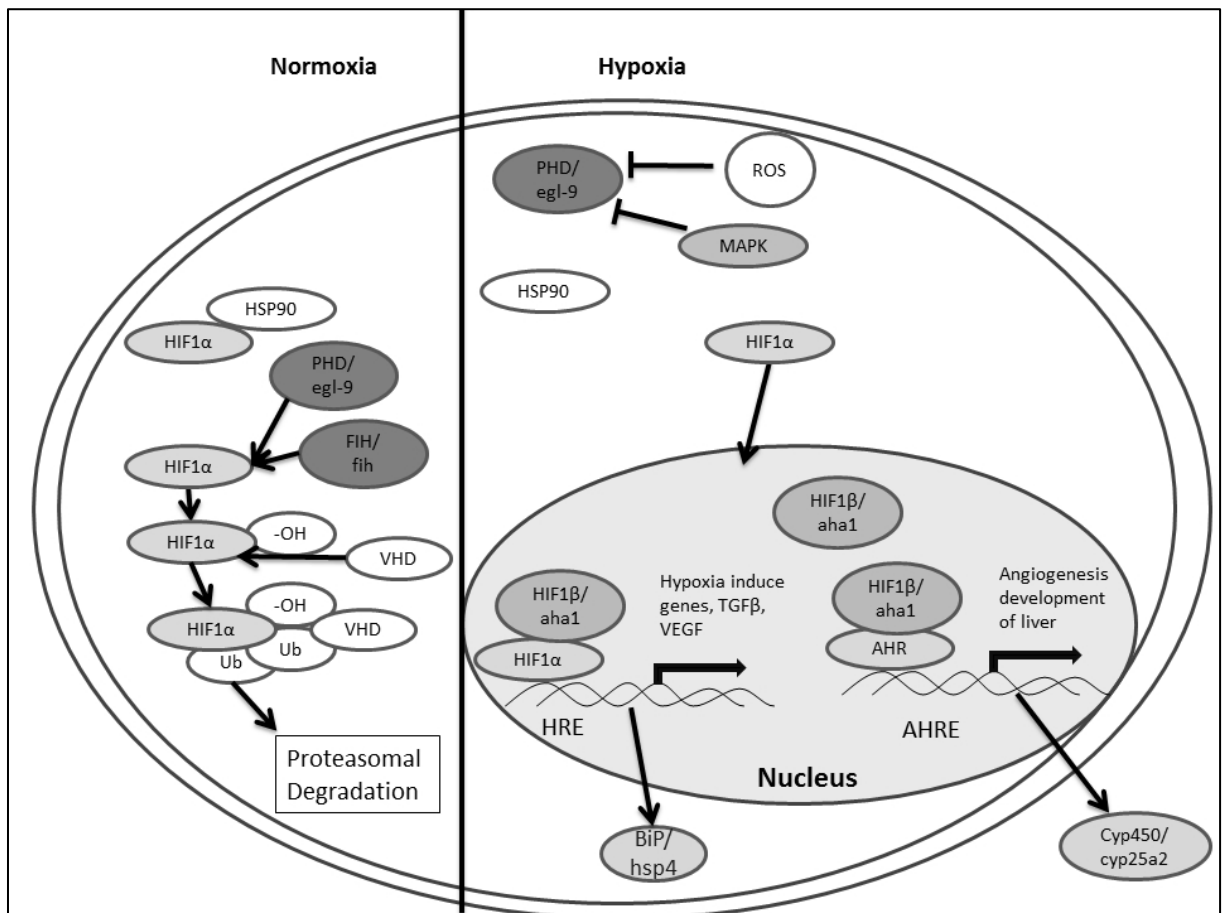 Normoxia
Hypoxia
HSP90
HIF1α
PHD/
egl-9
FIH/
fih
HIF1α
HIF1α
-OH
VHD
HIF1α
-OH
VHD
Ub
Ub
Proteasomal
Degradation
PHD/
egl-9
ROS
MAPK
HSP90
HIF1α
HIF1β/
aha1
HIF1β/
aha1
HIF1α
Hypoxia induce
genes, TGFβ,
VEGF
HRE
HIF1β/
aha1
AHR
Angiogenesis
development
of liver
AHRE
Nucleus
BiP/
hsp4
Cyp450/
cyp25a2